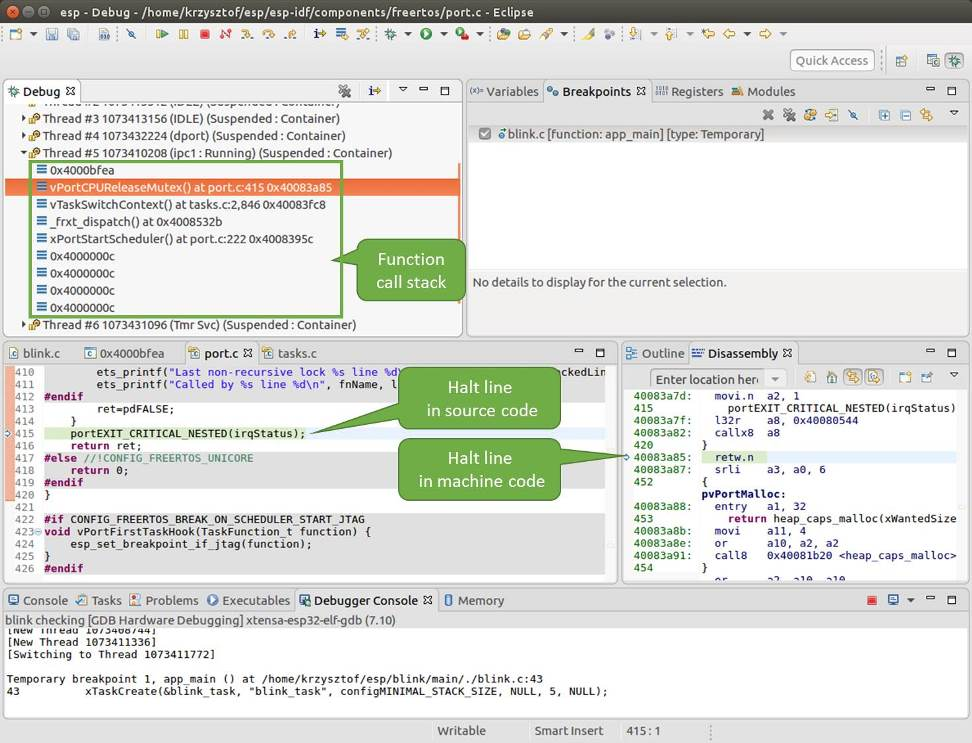 esp - Debug - /home/krzysztof/esp/esp-idf/components/freertos/port.c - Eclipse
Quick Access
Debug
Thread #3 1073413156 (IDLE) (Suspended : Container)
Thread #4 1073432224 (dport) (Suspended : Container)
Thread #5 1073410208 (ipc1 : Running) (Suspended : Container)
0x4000bfea
vPortCPUReleaseMutex() at port.c:415 0x40083a85
vTaskSwitchContext() at tasks.c:2,846 0x40083fc8
_frxt_dispatch() at 0x4008532b
xPortStartScheduler() at port.c:222 0x4008395c
0x4000000c
0x4000000c
0x4000000c
0x4000000c
Thread #6 1073431096 (Tmr Svc) (Suspended : Container)
Function
call stack
(x)= Variables
Breakpoints
Registers
Modules
blink.c [function: app_main] [type: Temporary]
No details to display for the current selection.
blink.c
0x4000bfea
port.c
tasks.c
410 ets_printf("Last non-recursive lock %s line %d
411 ets_printf("Called by %s line %d\n", fnName, l
412 #endif
413 ret=pdFALSE;
414 }
415 portEXIT_CRITICAL_NESTED(irqStatus);
416 return ret;
417 #else //!CONFIG_FREERTOS_UNICORE
418 return 0;
419 #endif
420 }
421
422 #if CONFIG_FREERTOS_BREAK_ON_SCHEDULER_START_JTAG
423 void vPortFirstTaskHook(TaskFunction_t function) {
424 esp_set_breakpoint_if_jtag(function);
425 }
426 #endif
Halt line
in source code
Halt line
in machine code
Outline
Disassembly
Enter location her
40083a7d: movi.n a2, 1
415 portEXIT_CRITICAL_NESTED(irqStatus)
40083a7f: l32r a8, 0x40080544
40083a82: callx8 a8
420 }
40083a85: retw.n
40083a87: srli a3, a0, 6
452 {
pvPortMalloc:
40083a88: entry a1, 32
453 return heap_caps_malloc(xWantedSize
40083a8b: movi a11, 4
40083a8e: or a10, a2, a2
40083a91: call8 0x40081b20 <heap_caps_malloc>
454 }
Console
Tasks
Problems
Executables
Debugger Console
Memory
blink checking [GDB Hardware Debugging] xtensa-esp32-elf-gdb (7.10)
[New Thread 1073408744]
[New Thread 1073411336]
[Switching to Thread 1073411772]
Temporary breakpoint 1, app_main () at /home/krzysztof/esp/blink/main/./blink.c:43
43 xTaskCreate(&blink_task, "blink_task", configMINIMAL_STACK_SIZE, NULL, 5, NULL);
Writable
Smart Insert
415 : 1